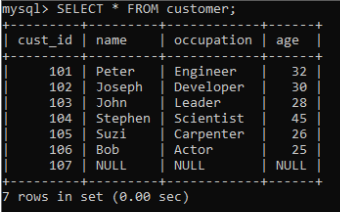 mysql> SELECT * FROM customer;
+---------+---------+------------+------+
| cust_id | name    | occupation | age  |
+---------+---------+------------+------+
|     101 | Peter   | Engineer   |   32 |
|     102 | Joseph  | Developer  |   30 |
|     103 | John    | Leader     |   28 |
|     104 | Stephen | Scientist  |   45 |
|     105 | Suzi    | Carpenter  |   26 |
|     106 | Bob     | Actor      |   25 |
|     107 | NULL    | NULL       | NULL |
+---------+---------+------------+------+
7 rows in set (0.00 sec)